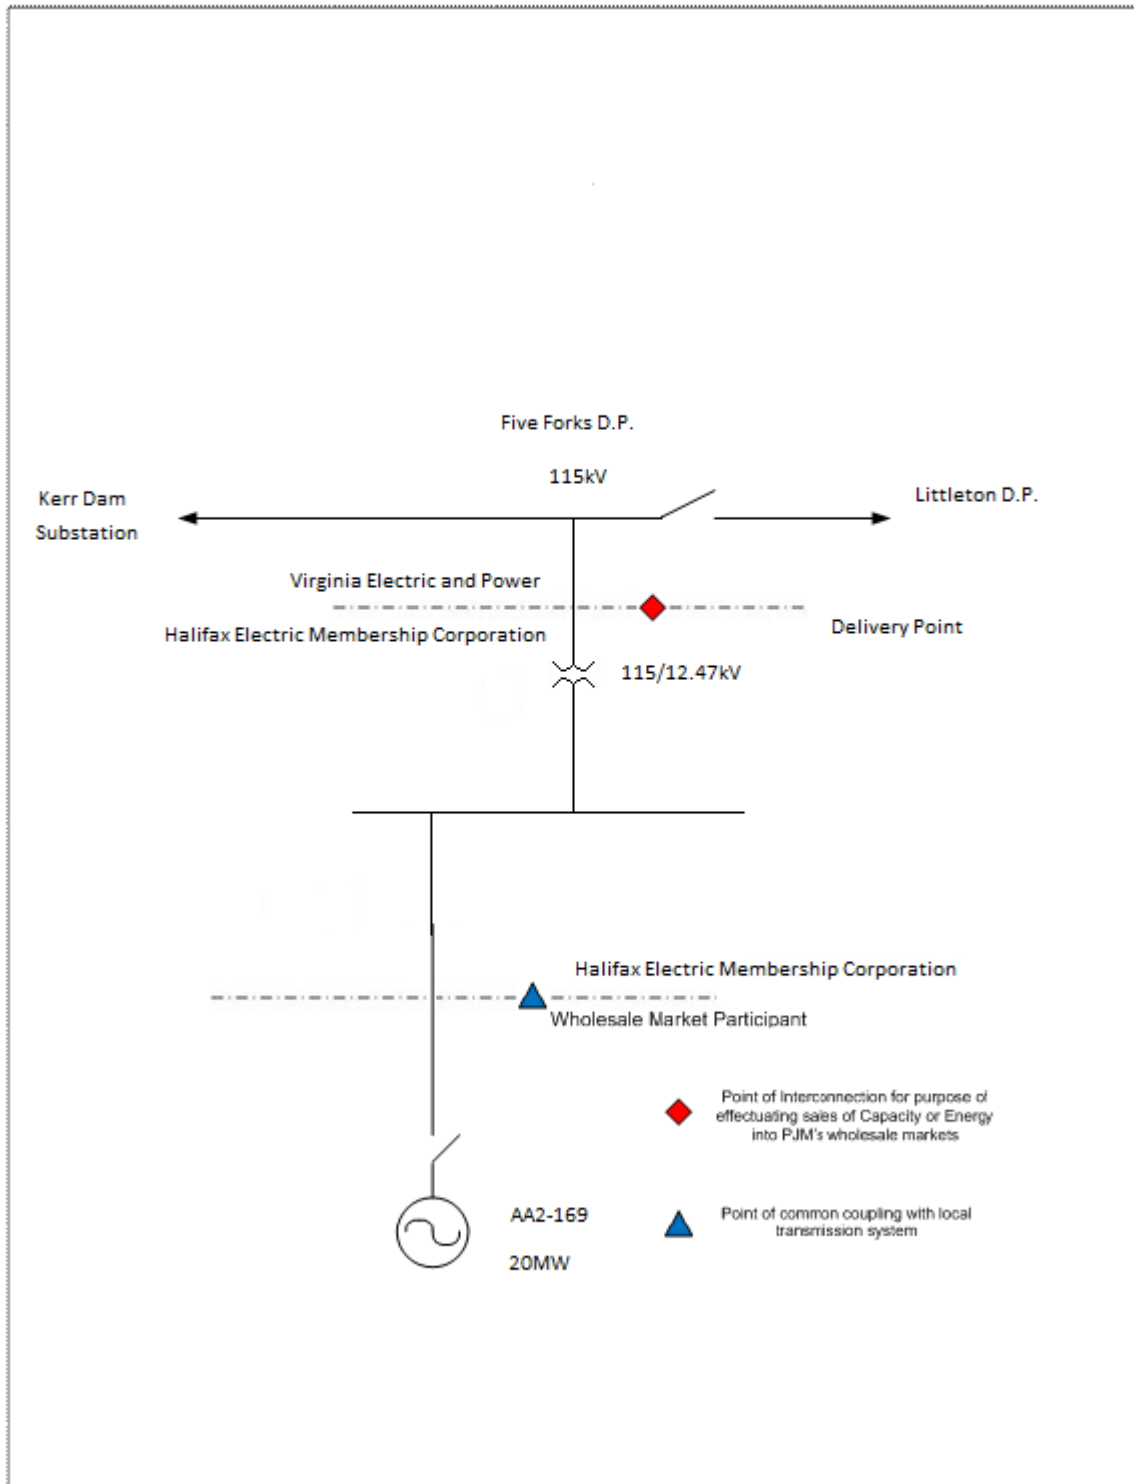 Five Forks D.P.
115kV
Kerr Dam
Substation
Littleton D.P.
Virginia Electric and Power
Halifax Electric Membership Corporation
Delivery Point
115/12.47kV
Halifax Electric Membership Corporation
Wholesale Market Participant
Point of Interconnection for purpose of
effectuating sales of Capacity or Energy
into PJM's wholesale markets
AA2-169
20MW
Point of common coupling with local
transmission system